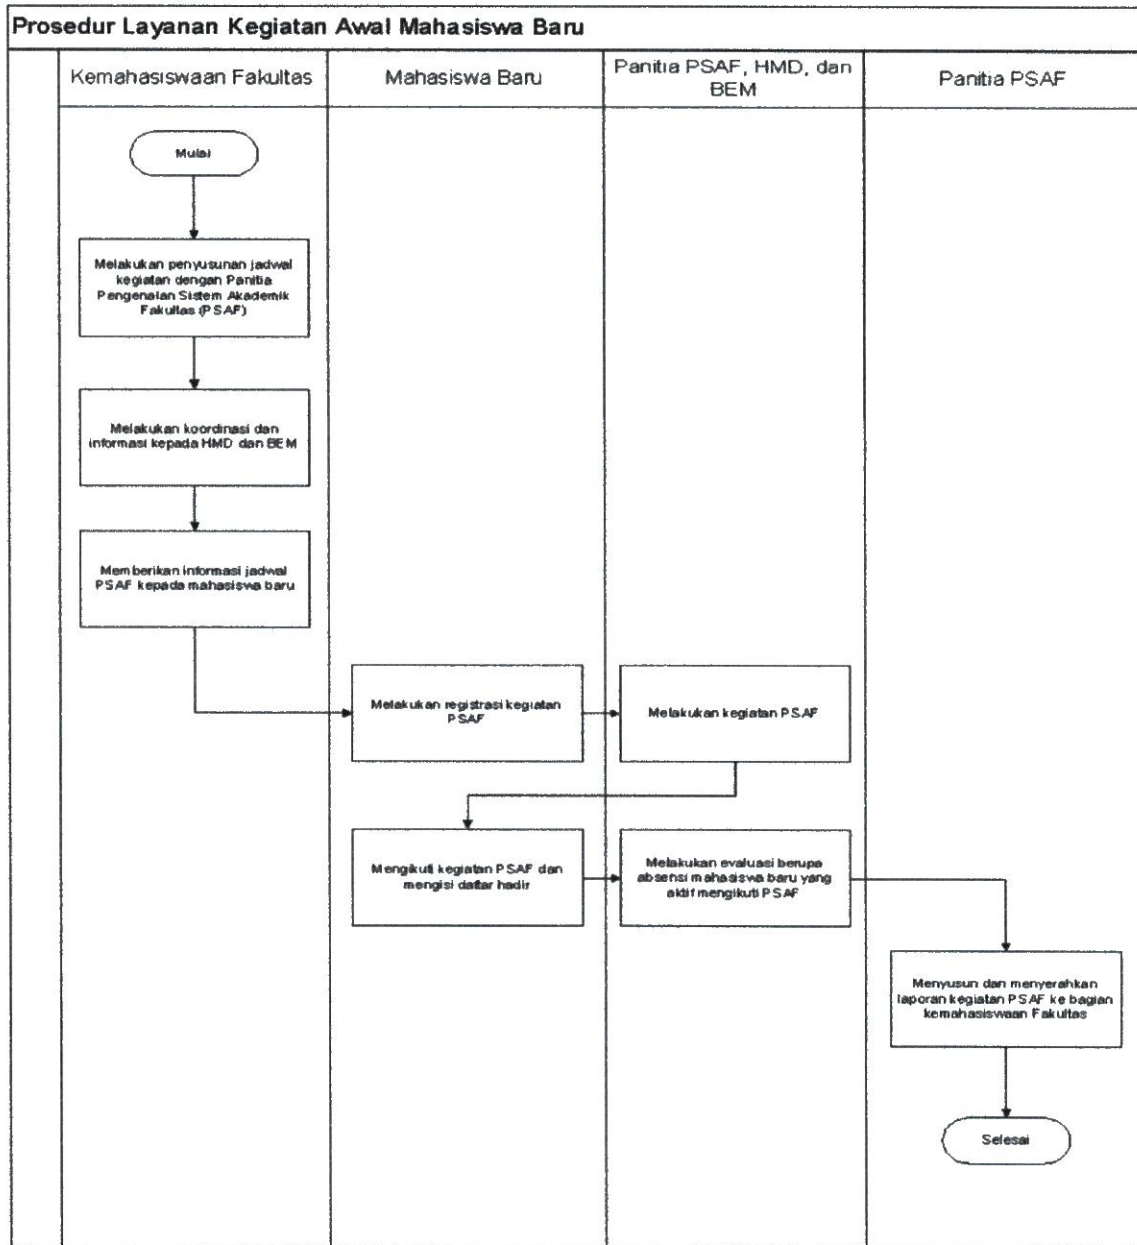 Prosedur Layanan Kegiatan Awal Mahasiswa Baru
Kemahasiswaan Fakultas
Mahasiswa Baru
Panitia PSAF, HMD, dan
BEM
Panitia PSAF
Mulai
Melakukan penyusunan jadwal
kegiatan dengan Panitia
Pengenalan Sistem Akademik
Fakultas (PSAF)
Melakukan koordinasi dan
informasi kepada HMD dan BEM
Memberikan informasi jadwal
PSAF kepada mahasiswa baru
Melakukan registrasi kegiatan
PSAF
Melakukan kegiatan PSAF
Mengikuti kegiatan PSAF dan
mengisi daftar hadir
Melakukan evaluasi berupa
absensi mahasiswa baru yang
aktif mengikuti PSAF
Menyusun dan menyerahkan
laporan kegiatan PSAF ke bagian
kemahasiswaan Fakultas
Selesai